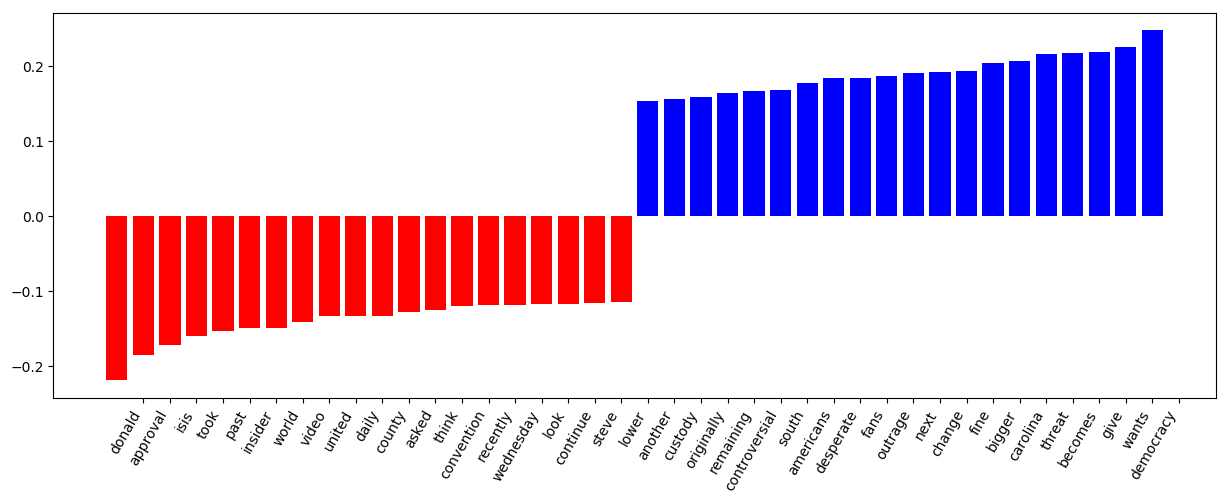 0.2
0.1
0.0
−0.1
−0.2
donald
approval
isis
took
past
insider
world
video
united
daily
county
asked
think
convention
recently
wednesday
look
continue
steve
lower
another
custody
originally
remaining
controversial
south
americans
desperate
fans
outrage
next
change
fine
bigger
carolina
threat
becomes
give
wants
democracy